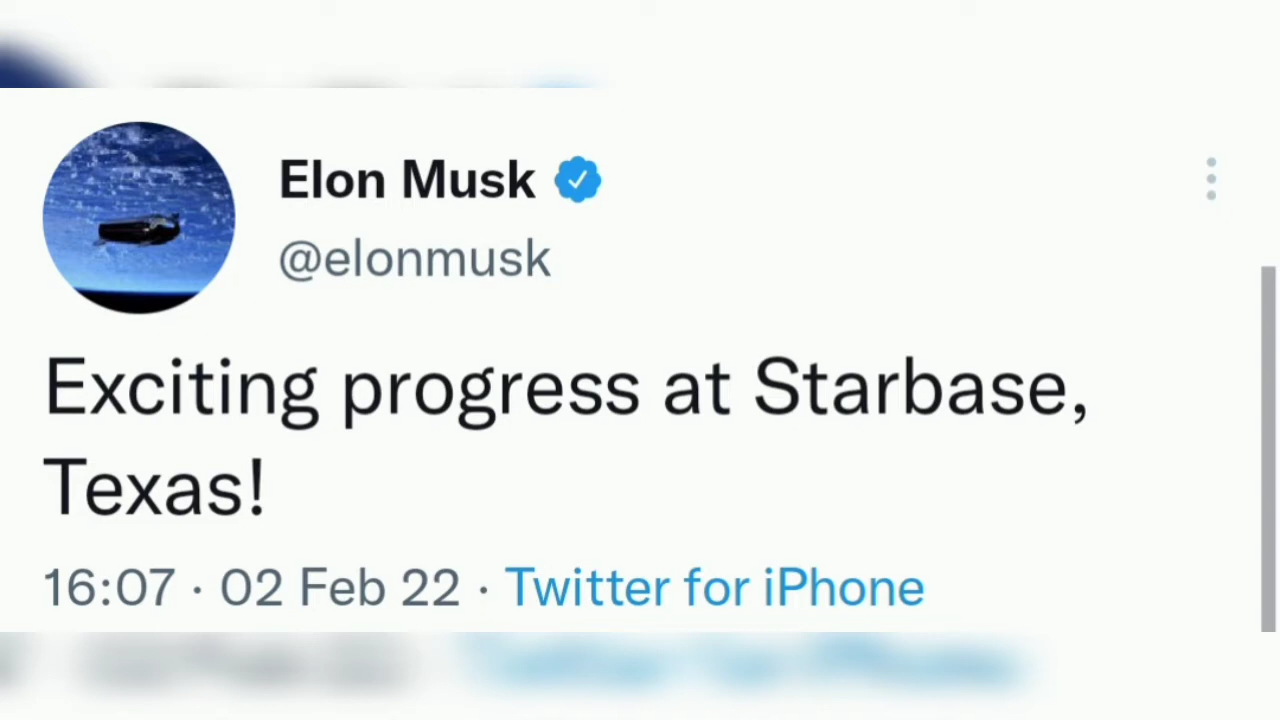 Elon Musk
@elonmusk
Exciting progress at Starbase,
Texas!
16:07 · 02 Feb 22 · Twitter for iPhone